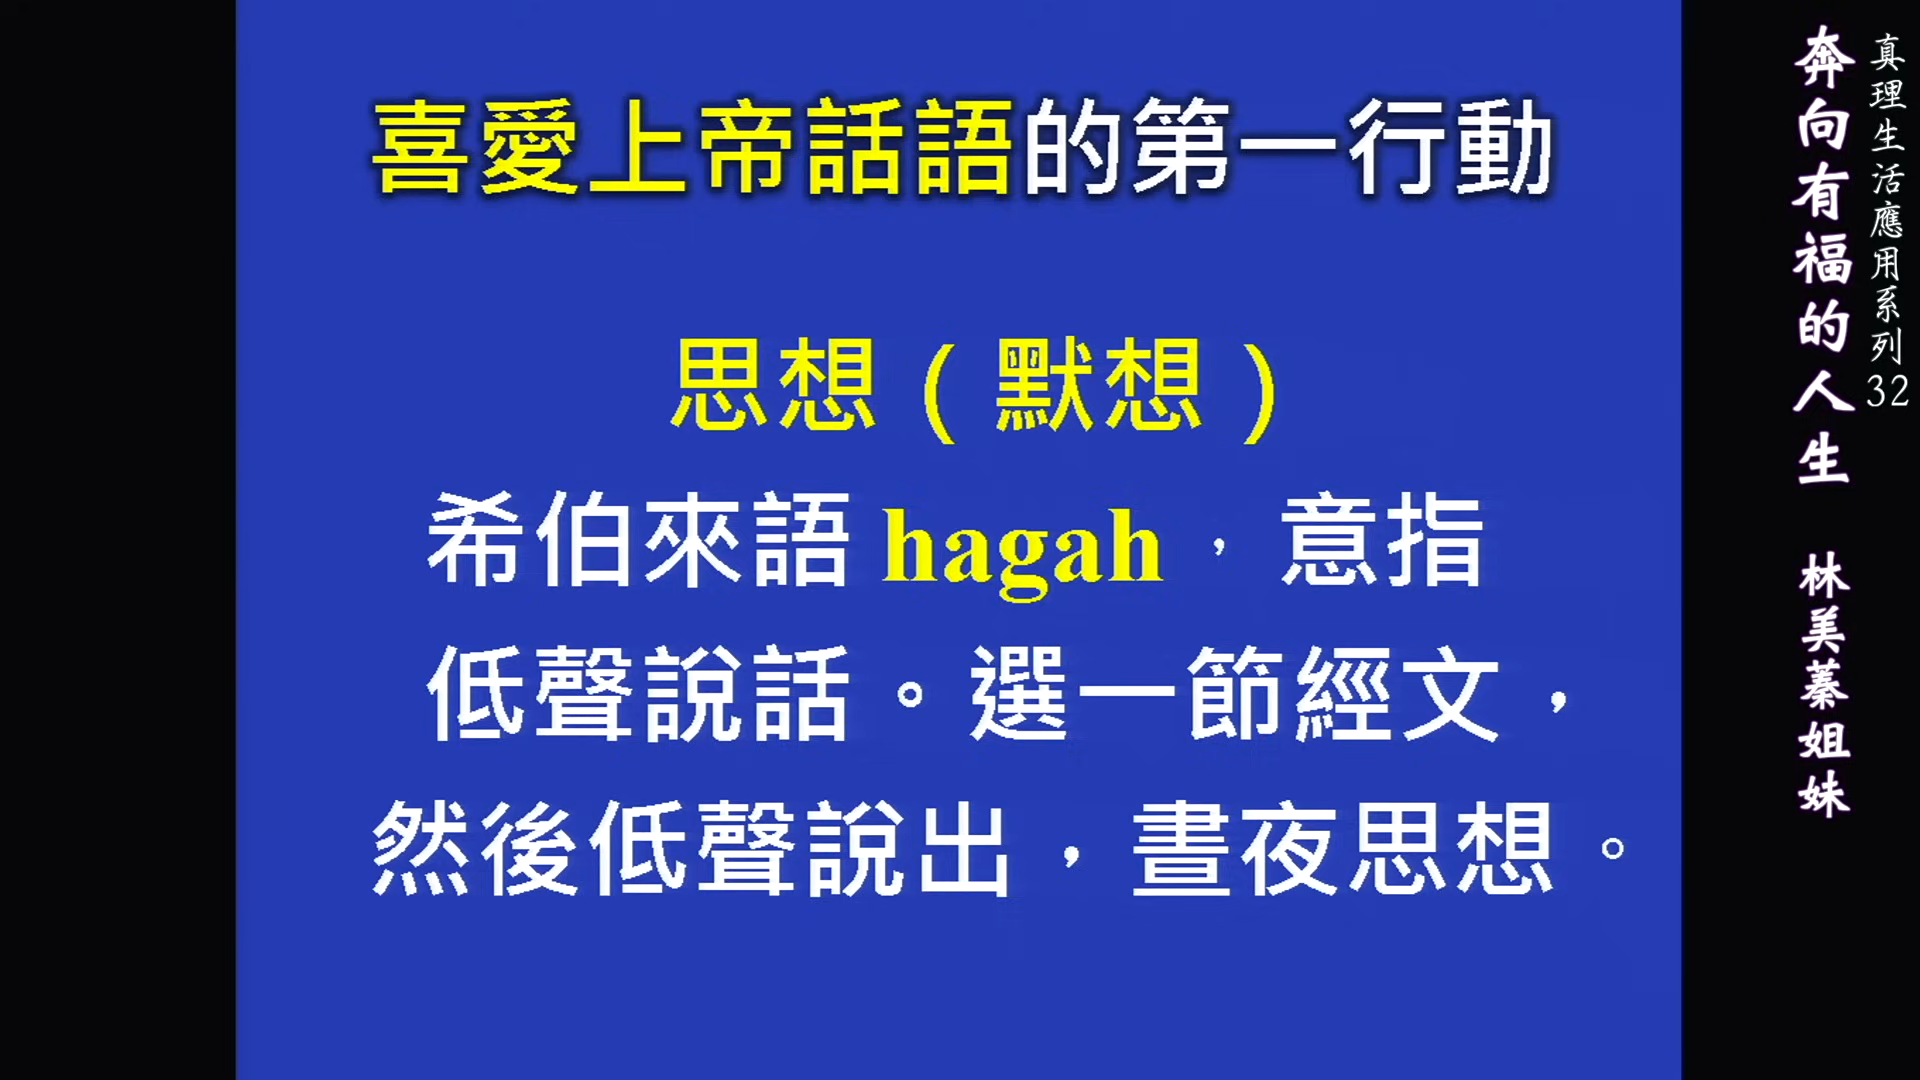 喜愛上帝話語的第一行動
思想（默想）
希伯來語 hagah，意指
低聲說話。選一節經文，
然後低聲說出，晝夜思想。
真理生活應用系列32
奔向有福的人生 林美蓁姐妹